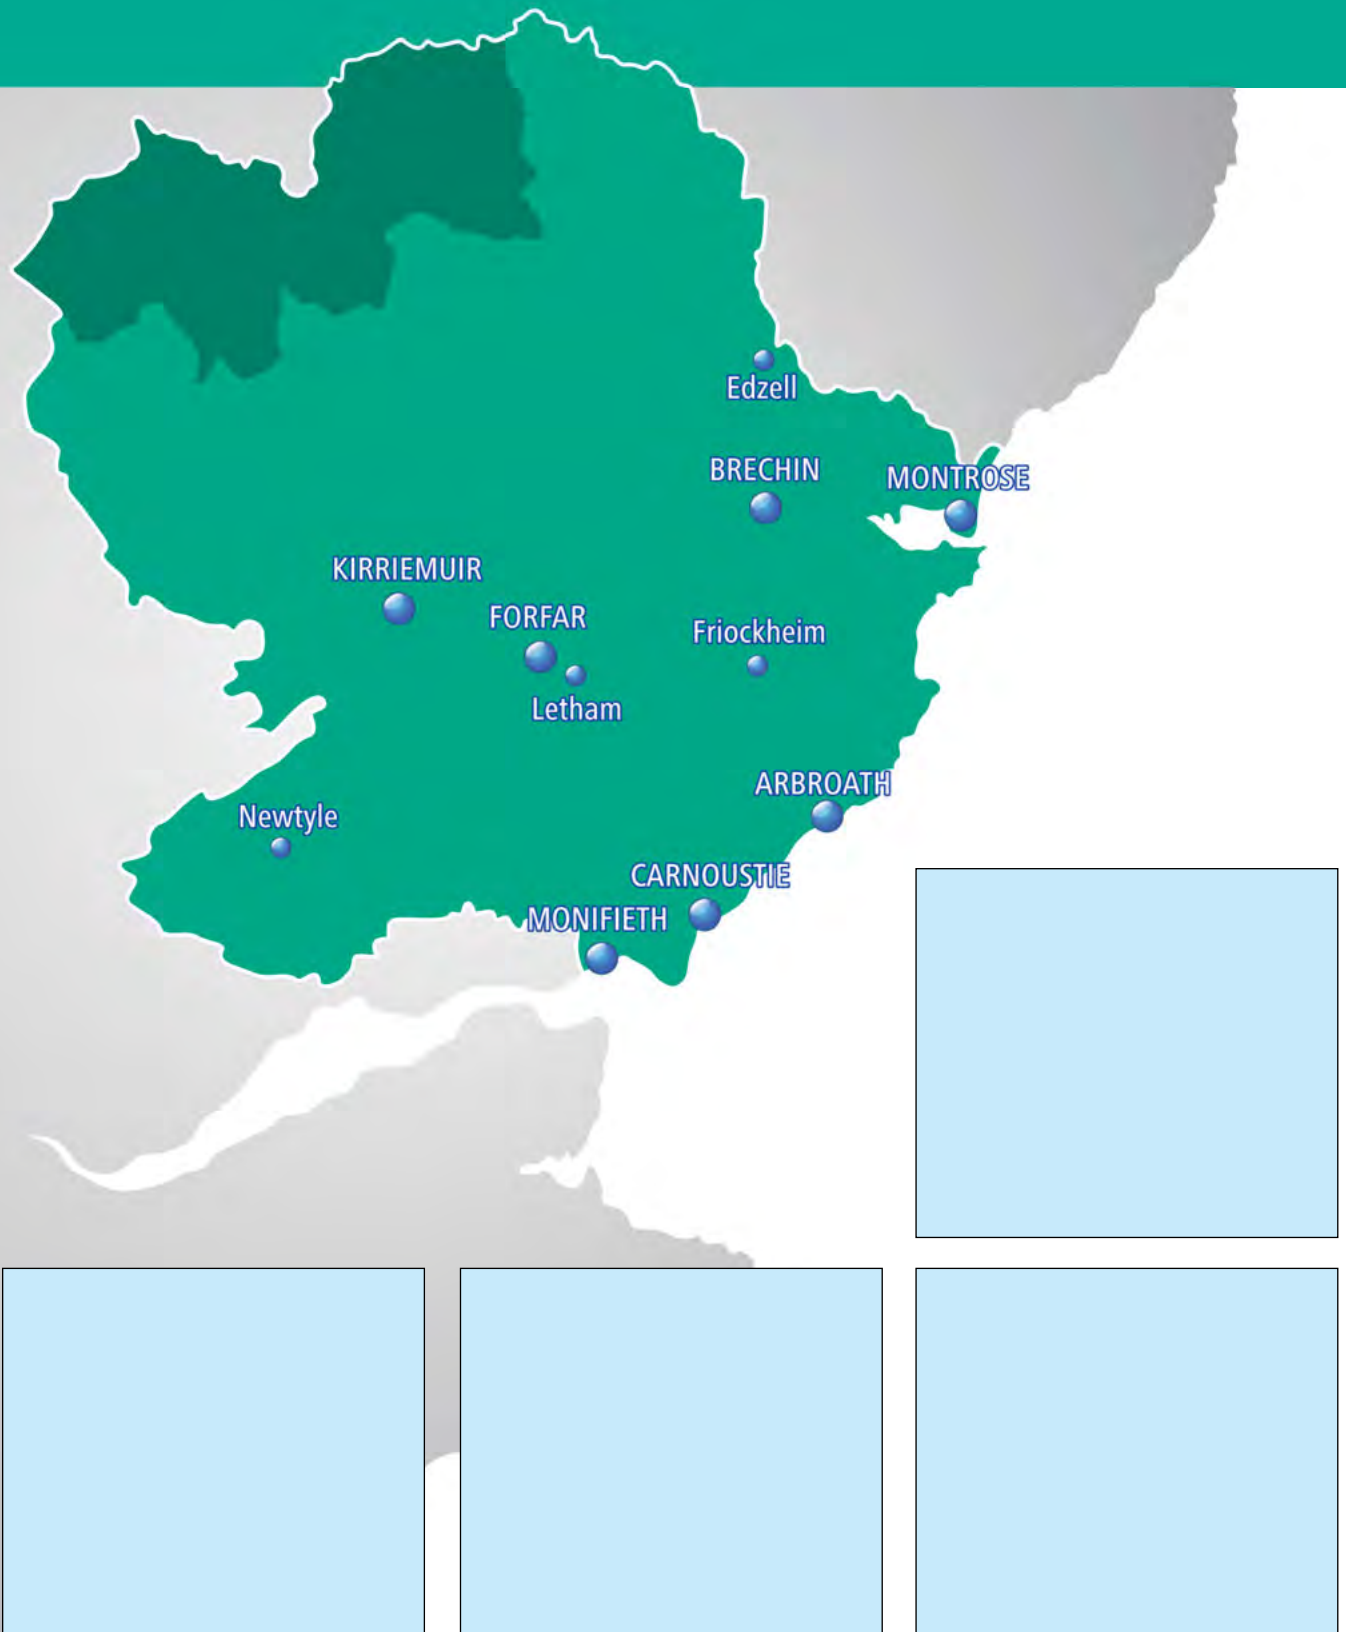 Edzell
BRECHIN
MONTROSE
KIRRIEMUIR
FORFAR
Friockheim
Letham
ARBROATH
Newtyle
CARNOUSTIE
MONIFIETH